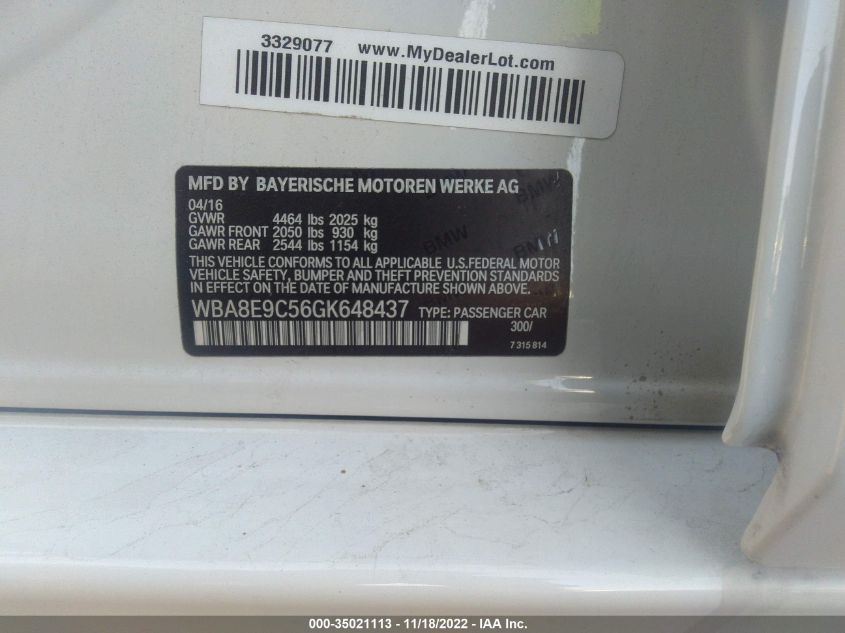 3329077 www.MyDealerLot.com
MFD BY BAYERISCHE MOTOREN WERKE AG
04/16
GVWR 4464 lbs 2025 kg
GAWR FRONT 2050 lbs 930 kg
GAWR REAR 2544 lbs 1154 kg
BMW
BMW
THIS VEHICLE CONFORMS TO ALL APPLICABLE U.S.FEDERAL MOTOR
VEHICLE SAFETY, BUMPER AND THEFT PREVENTION STANDARDS
IN EFFECT ON THE DATE OF MANUFACTURE SHOWN ABOVE.
WBA8E9C56GK648437 TYPE: PASSENGER CAR
300/
7 315 814
000-35021113 - 11/18/2022 - IAA Inc.